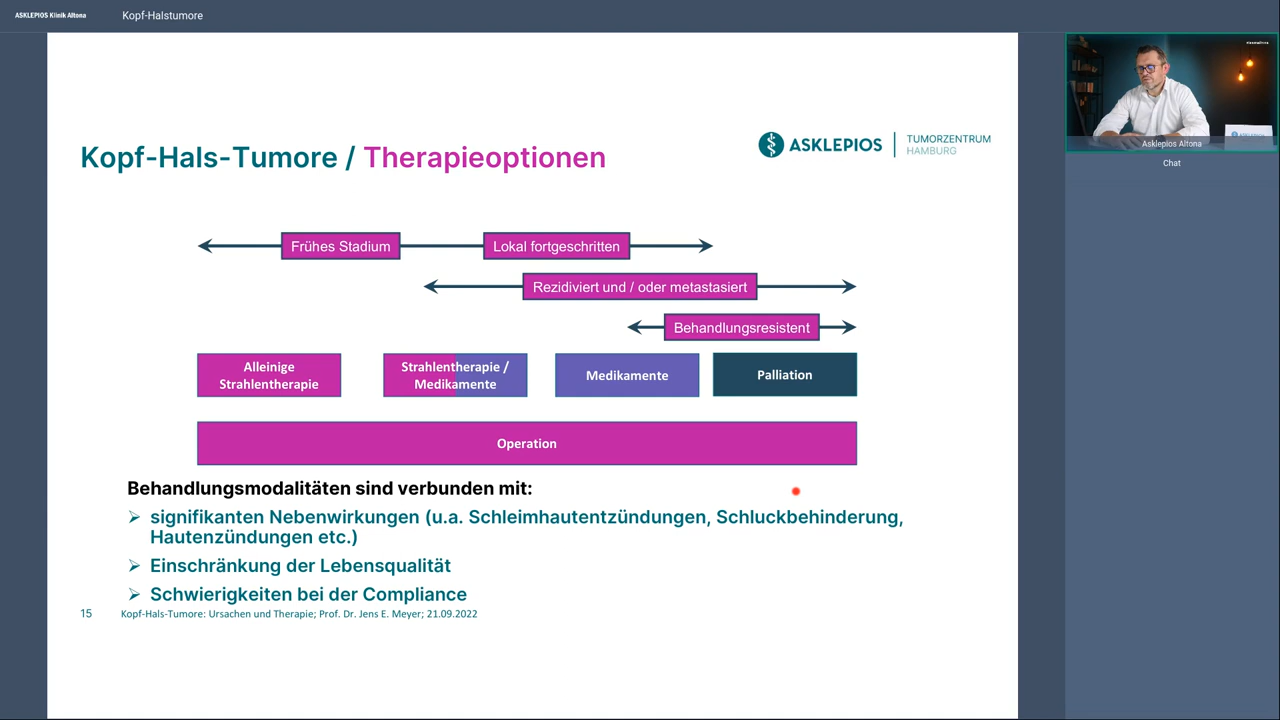 ASKLEPIOS Klinik Altona
Kopf-Halstumore
Kopf-Hals-Tumore / Therapieoptionen
ASKLEPIOS
TUMORZENTRUM
HAMBURG
Frühes Stadium
Lokal fortgeschritten
Rezidiviert und / oder metastasiert
Behandlungsresistent
Alleinige
Strahlentherapie
Strahlentherapie /
Medikamente
Medikamente
Palliation
Operation
Behandlungsmodalitäten sind verbunden mit:
signifikanten Nebenwirkungen (u.a. Schleimhautentzündungen, Schluckbehinderung,
Hautenzündungen etc.)
Einschränkung der Lebensqualität
Schwierigkeiten bei der Compliance
15
Kopf-Hals-Tumore: Ursachen und Therapie; Prof. Dr. Jens E. Meyer; 21.09.2022
Asklepios Altona
Chat